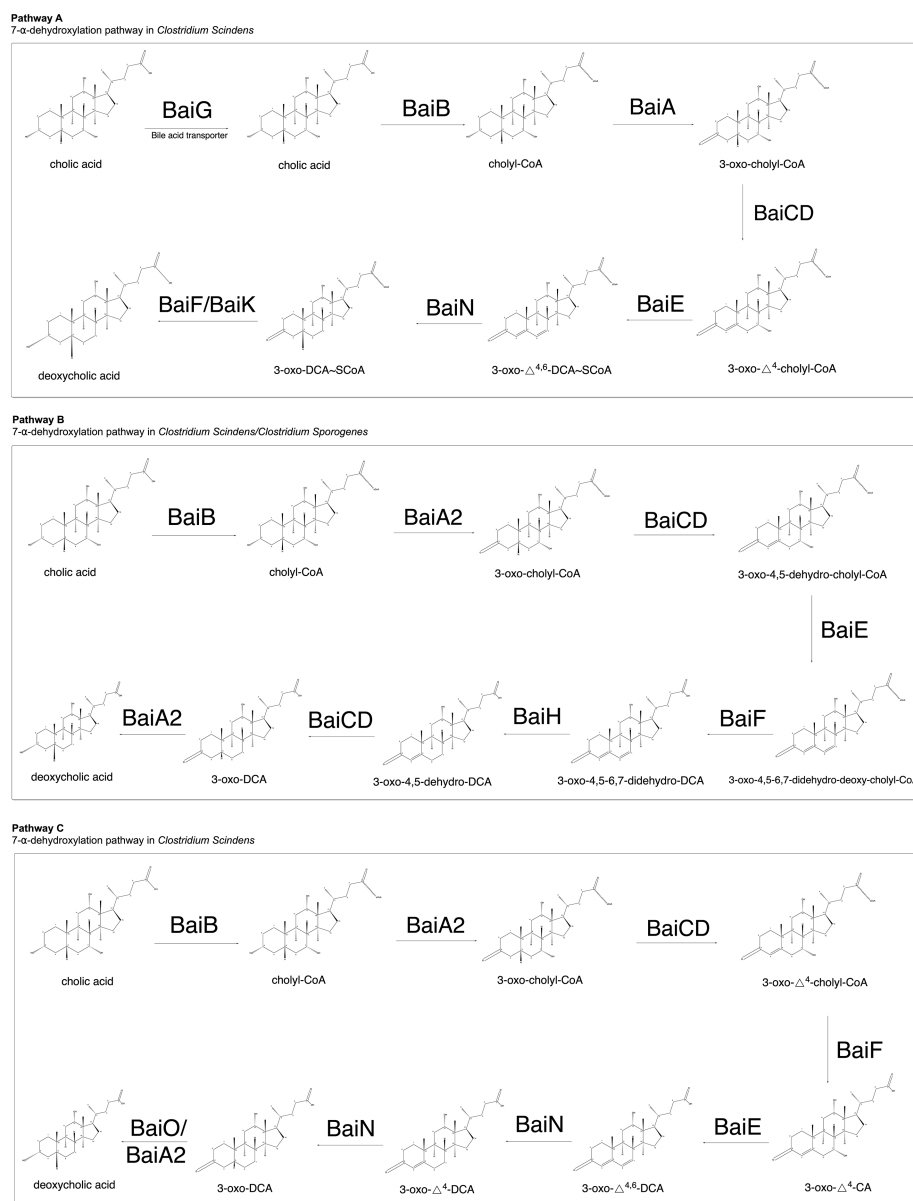 Pathway A
7-α-dehydroxylation pathway in Clostridium Scindens
BaiG
Bile acid transporter
BaiB
BaiA
cholic acid
cholic acid
cholyl-CoA
3-oxo-cholyl-CoA
BaiCD
BaiF/BaiK
BaiN
BaiE
deoxycholic acid
3-oxo-DCA~SCoA
3-oxo-△4,6-DCA~SCoA
3-oxo-△4-cholyl-CoA
Pathway B
7-α-dehydroxylation pathway in Clostridium Scindens/Clostridium Sporogenes
BaiB
BaiA2
BaiCD
cholic acid
cholyl-CoA
3-oxo-cholyl-CoA
3-oxo-4,5-dehydro-cholyl-CoA
BaiE
BaiA2
BaiCD
BaiH
BaiF
deoxycholic acid
3-oxo-DCA
3-oxo-4,5-dehydro-DCA
3-oxo-4,5-6,7-didehydro-DCA
3-oxo-4,5-6,7-didehydro-deoxy-cholyl-Co
Pathway C
7-α-dehydroxylation pathway in Clostridium Scindens
BaiB
BaiA2
BaiCD
cholic acid
cholyl-CoA
3-oxo-cholyl-CoA
3-oxo-△4-cholyl-CoA
BaiF
BaiO/
BaiA2
BaiN
BaiN
BaiE
deoxycholic acid
3-oxo-DCA
3-oxo-△4-DCA
3-oxo-△4,6-DCA
3-oxo-△4-CA